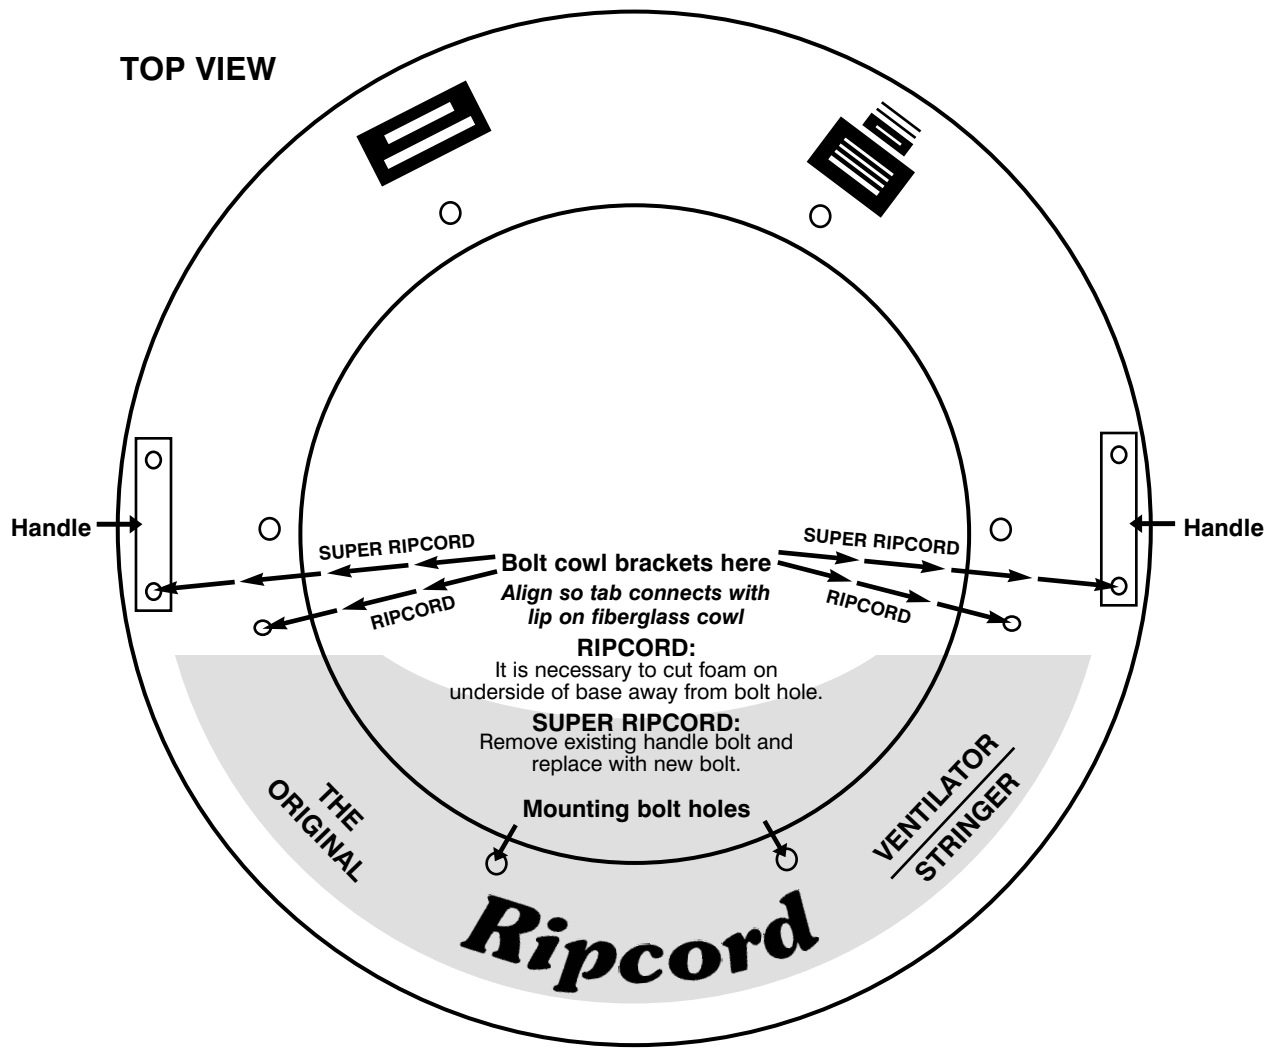 TOP VIEW
Handle
Handle
SUPER RIPCORD
SUPER RIPCORD
Bolt cowl brackets here
RIPCORD
RIPCORD
Align so tab connects with
lip on fiberglass cowl
RIPCORD:
It is necessary to cut foam on
underside of base away from bolt hole.
SUPER RIPCORD:
Remove existing handle bolt and
replace with new bolt.
Mounting bolt holes
THE
ORIGINAL
VENTILATOR
STRINGER
Ripcord